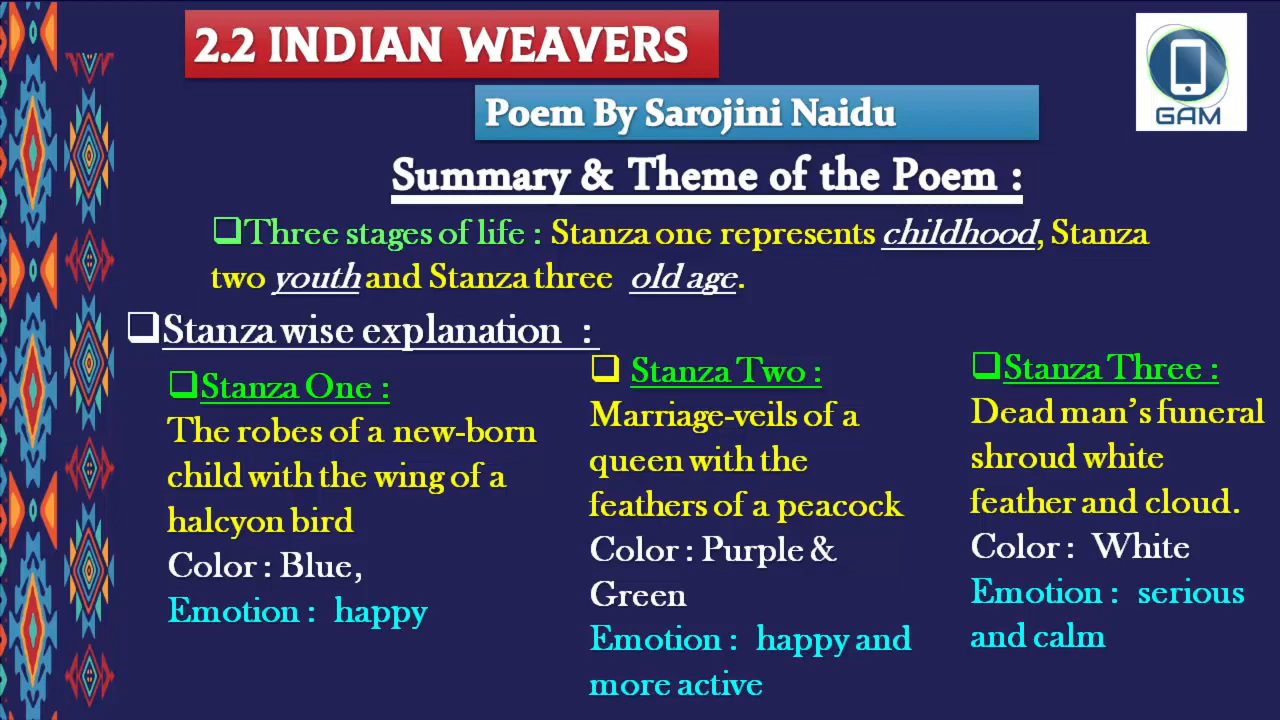 2.2 INDIAN WEAVERS
GAM
Poem By Sarojini Naidu
Summary & Theme of the Poem :
Three stages of life : Stanza one represents childhood, Stanza
two youth and Stanza three old age.
Stanza wise explanation :
Stanza One :
The robes of a new-born
child with the wing of a
halcyon bird
Color : Blue,
Emotion : happy
Stanza Two :
Marriage-veils of a
queen with the
feathers of a peacock
Color : Purple &
Green
Emotion : happy and
more active
Stanza Three :
Dead man's funeral
shroud white
feather and cloud.
Color : White
Emotion : serious
and calm